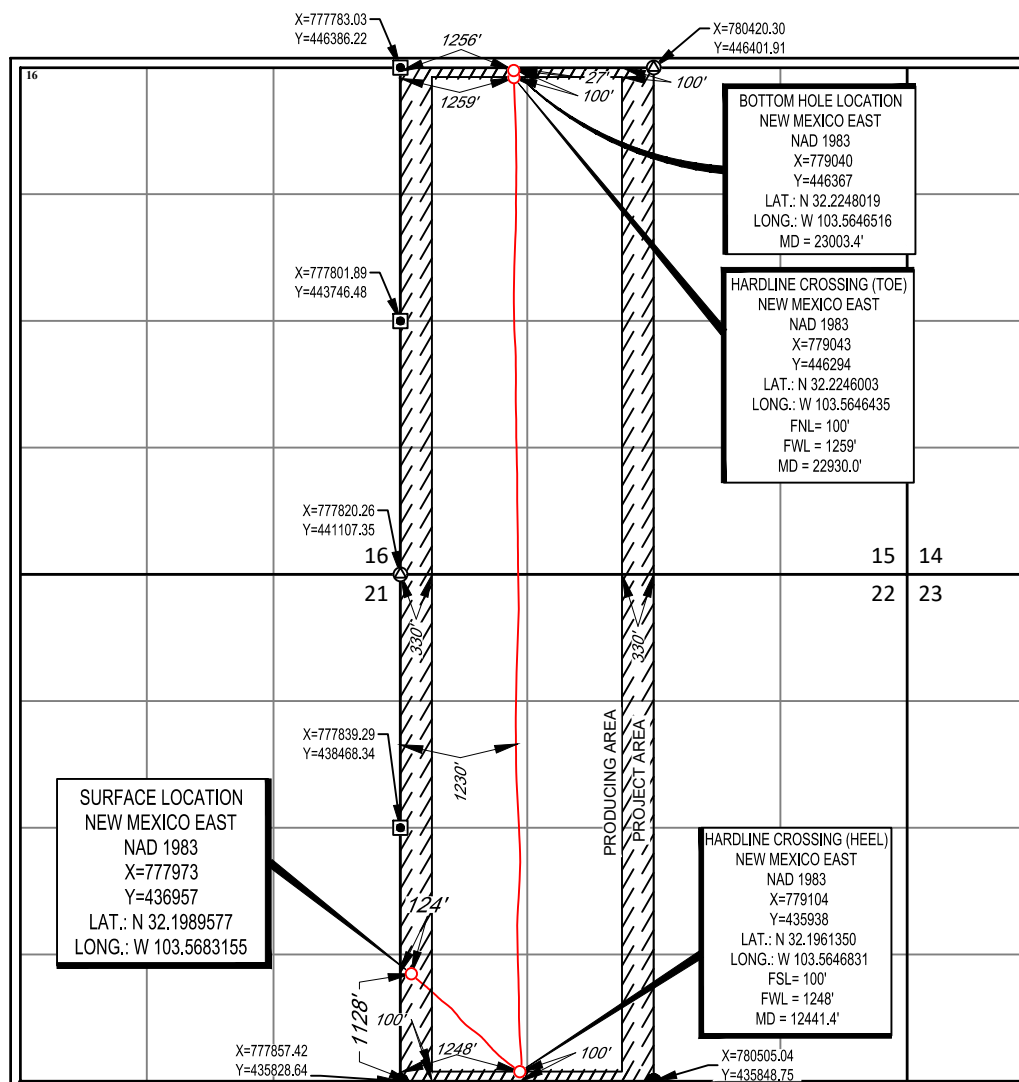 X=777783.03
Y=446386.22
1256'
X=780420.30
Y=446401.91
16
27'
1259'
100'
100'
BOTTOM HOLE LOCATION
NEW MEXICO EAST
NAD 1983
X=779040
Y=446367
LAT.: N 32.2248019
LONG.: W 103.5646516
MD = 23003.4'
X=777801.89
Y=443746.48
HARDLINE CROSSING (TOE)
NEW MEXICO EAST
NAD 1983
X=779043
Y=446294
LAT.: N 32.2246003
LONG.: W 103.5646435
FNL= 100'
FWL = 1259'
MD = 22930.0'
X=777820.26
Y=441107.35
16
15
14
21
22
23
330'
330'
X=777839.29
Y=438468.34
1230'
PRODUCING AREA
PROJECT AREA
SURFACE LOCATION
NEW MEXICO EAST
NAD 1983
X=777973
Y=436957
LAT.: N 32.1989577
LONG.: W 103.5683155
HARDLINE CROSSING (HEEL)
NEW MEXICO EAST
NAD 1983
X=779104
Y=435938
LAT.: N 32.1961350
LONG.: W 103.5646831
FSL= 100'
FWL = 1248'
MD = 12441.4'
124'
1128'
100'
1248'
100'
X=777857.42
Y=435828.64
X=780505.04
Y=435848.75